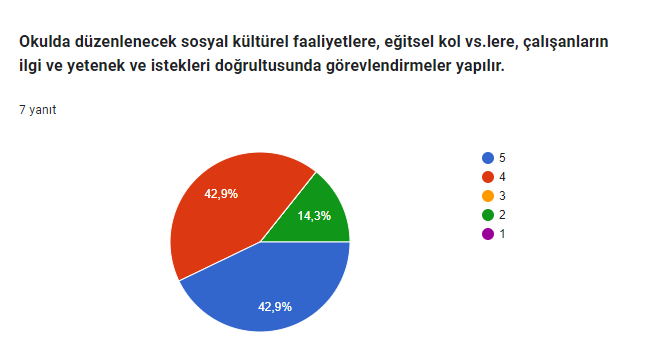 Okulda düzenlenecek sosyal kültürel faaliyetlere, eğitsel kol vs.lere, çalışanların
ilgi ve yetenek ve istekleri doğrultusunda görevlendirmeler yapılır.
7 yanıt
42,9%
14,3%
42,9%
5
4
3
2
1